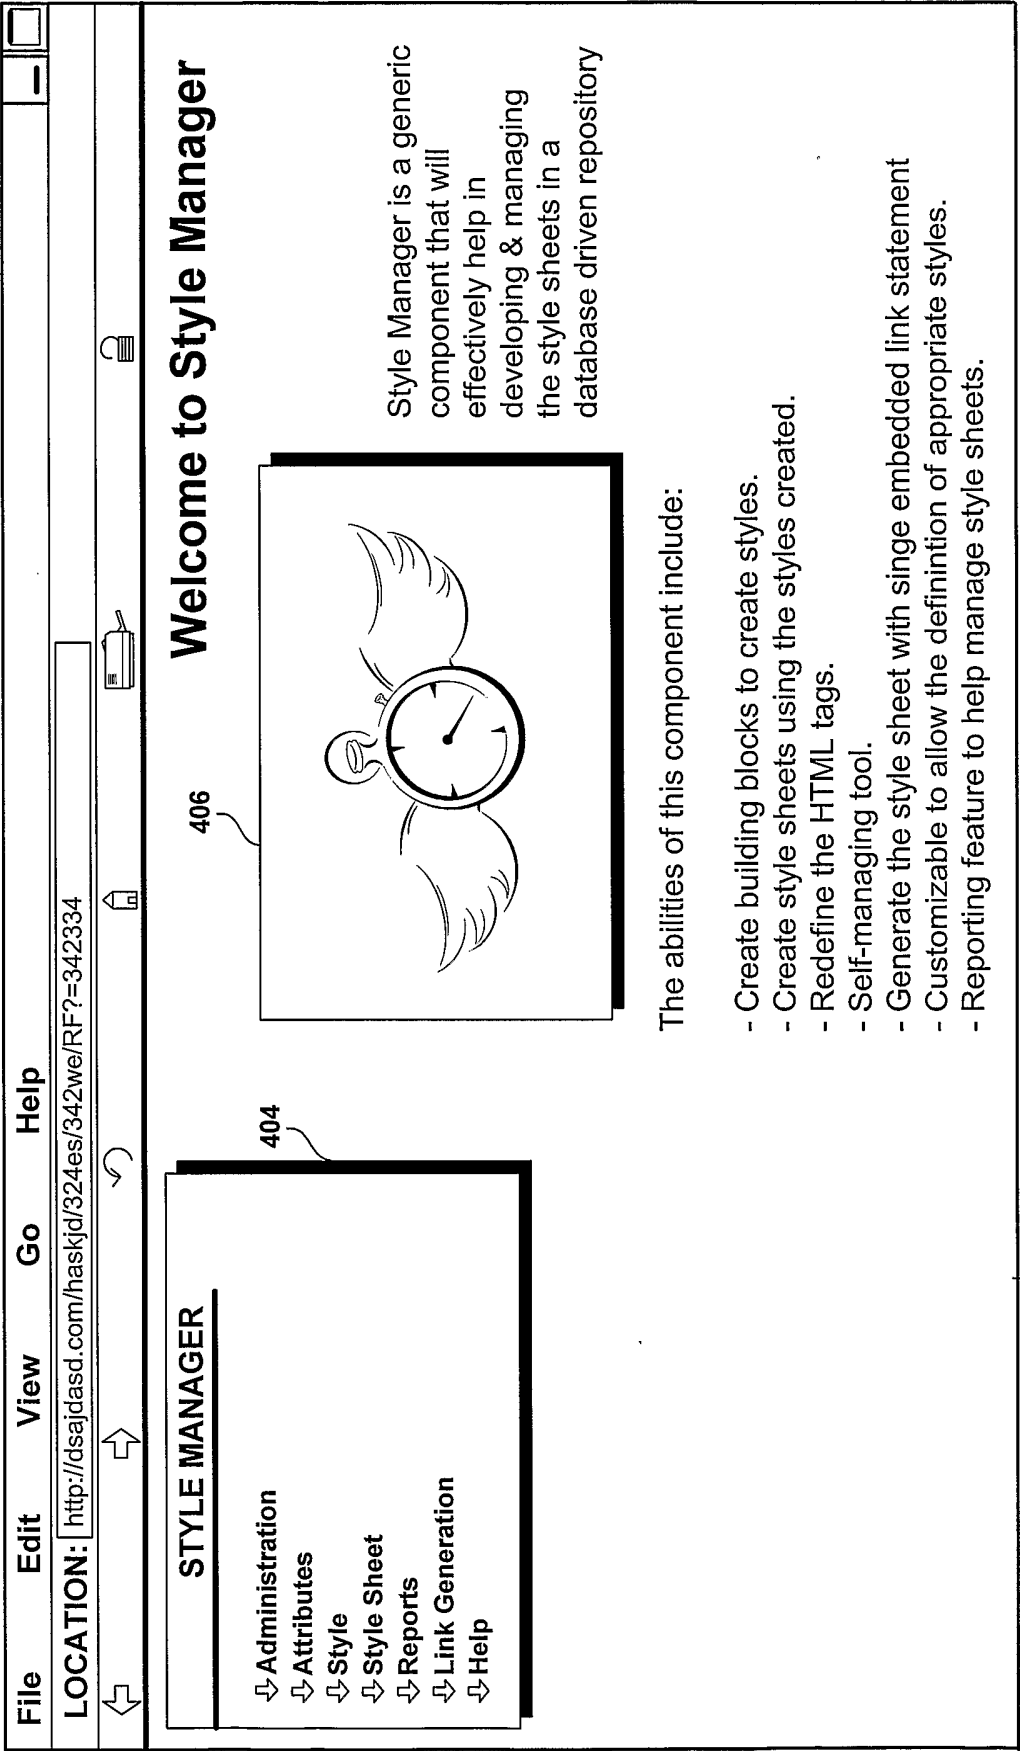 File Edit View Go Help
LOCATION: http://dsajdasd.com/haskjd/324es/342we/RF?=342334
STYLE MANAGER
Administration
Attributes
Style
Style Sheet
Reports
Link Generation
Help
404
Welcome to Style Manager
406
Style Manager is a generic
component that will
effectively help in
developing & managing
the style sheets in a
database driven repository
The abilities of this component include:
- Create building blocks to create styles.
- Create style sheets using the styles created.
- Redefine the HTML tags.
- Self-managing tool.
- Generate the style sheet with singe embedded link statement
- Customizable to allow the definintion of appropriate styles.
- Reporting feature to help manage style sheets.